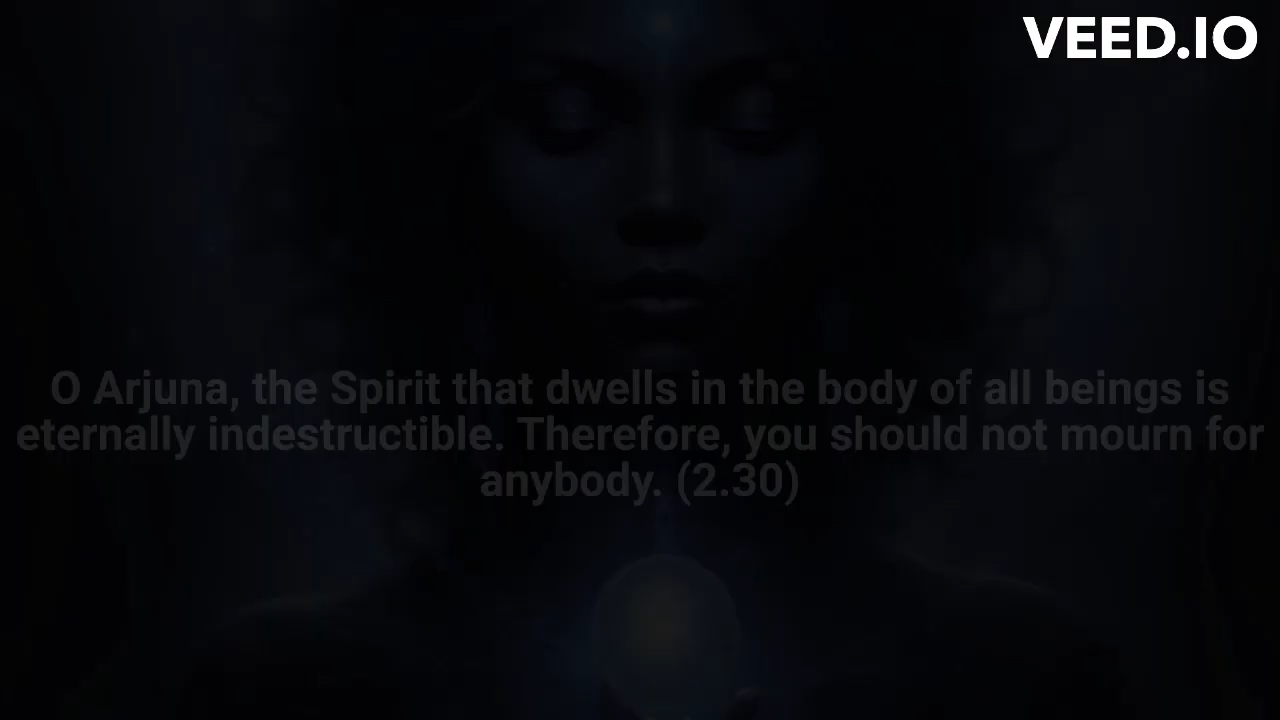 VEED.IO
O Arjuna, the Spirit that dwells in the body of all beings is
eternally indestructible. Therefore, you should not mourn for
anybody. (2.30)